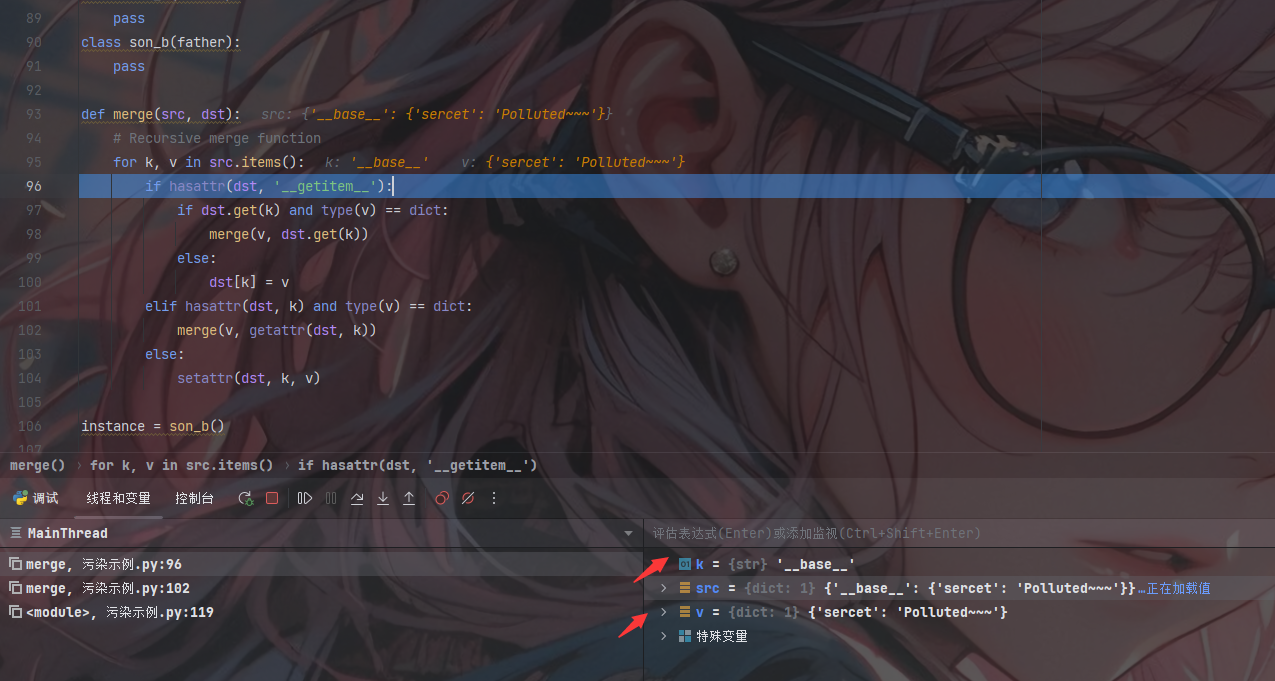 89 pass
90 class son_b(father):
91 pass
92
93 def merge(src, dst): src: {'__base__': {'sercet': 'Polluted~~~'}}
94 # Recursive merge function
95 for k, v in src.items(): k: '__base__' v: {'sercet': 'Polluted~~~'}
96 if hasattr(dst, '__getitem__'):
97 if dst.get(k) and type(v) == dict:
98 merge(v, dst.get(k))
99 else:
100 dst[k] = v
101 elif hasattr(dst, k) and type(v) == dict:
102 merge(v, getattr(dst, k))
103 else:
104 setattr(dst, k, v)
105
106 instance = son_b()
107
merge() › for k, v in src.items() › if hasattr(dst, '__getitem__')
调试 线程和变量 控制台
MainThread
评估表达式(Enter)或添加监视(Ctrl+Shift+Enter)
merge, 污染示例.py:96
merge, 污染示例.py:102
<module>, 污染示例.py:119
01 k = {str} '__base__'
src = {dict: 1} {'__base__': {'sercet': 'Polluted~~~'}}…正在加载值
v = {dict: 1} {'sercet': 'Polluted~~~'}
特殊变量